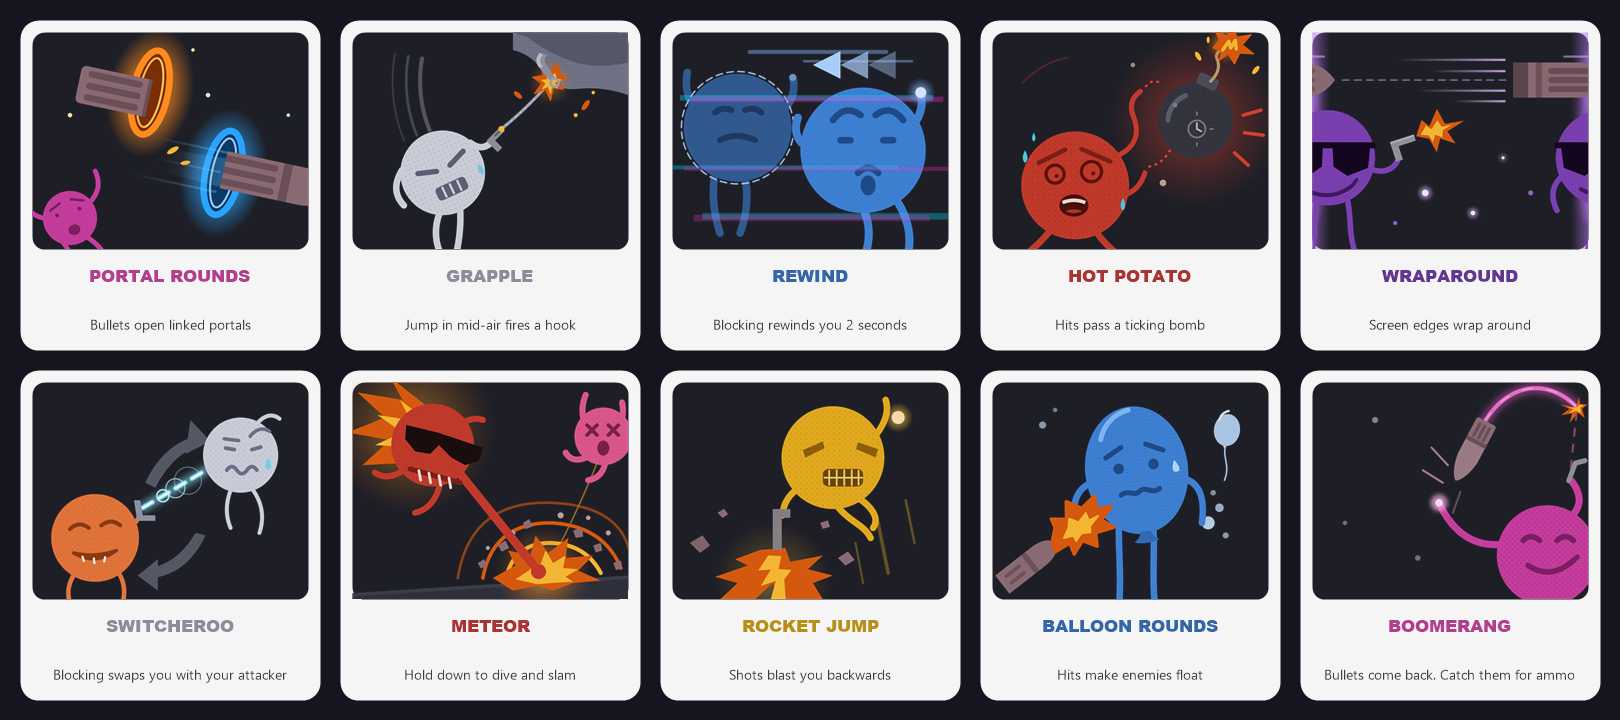 PORTAL ROUNDS
Bullets open linked portals
GRAPPLE
Jump in mid-air fires a hook
REWIND
Blocking rewinds you 2 seconds
HOT POTATO
Hits pass a ticking bomb
WRAPAROUND
Screen edges wrap around
SWITCHEROO
Blocking swaps you with your attacker
METEOR
Hold down to dive and slam
ROCKET JUMP
Shots blast you backwards
BALLOON ROUNDS
Hits make enemies float
BOOMERANG
Bullets come back. Catch them for ammo